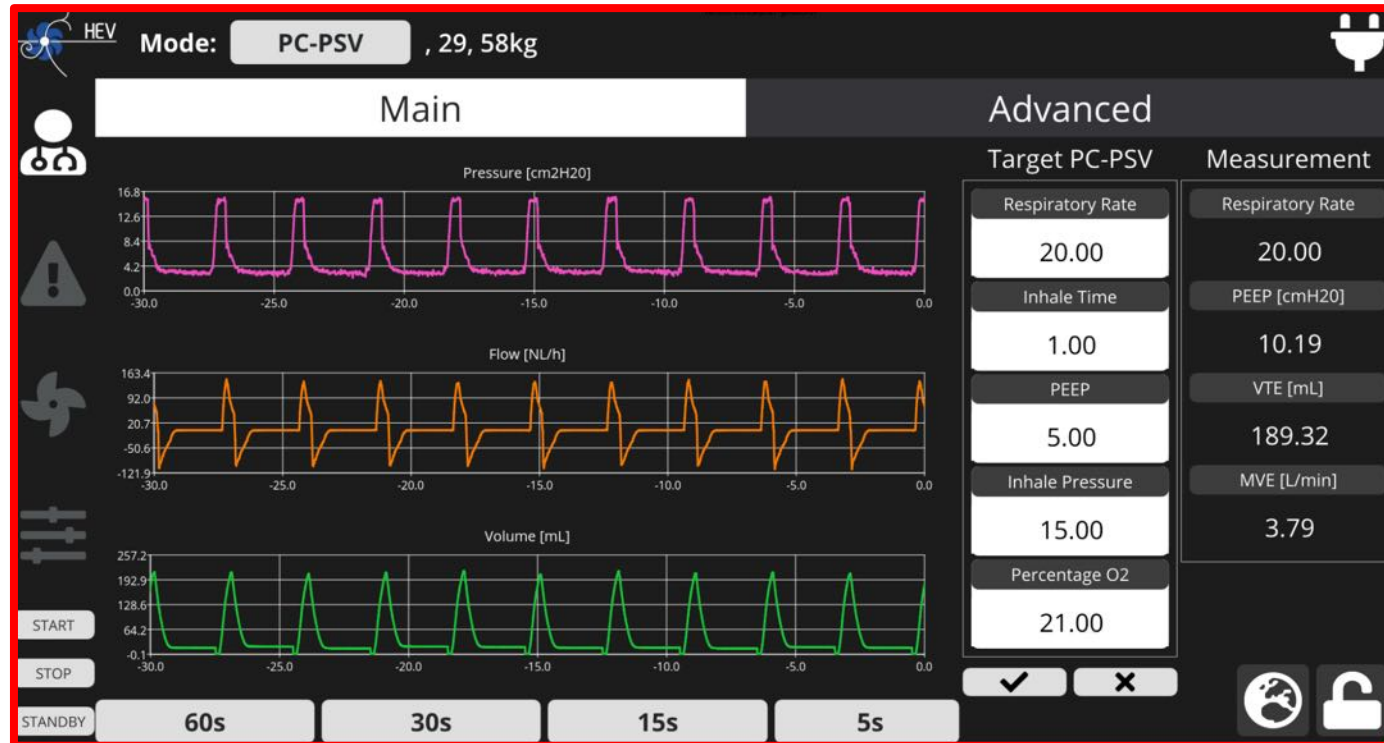 HEV
Mode: PC-PSV , 29, 58kg
Main
Advanced
Pressure [cm2H20]
16.8
12.6
8.4
4.2
0.0
-30.0 -25.0 -20.0 -15.0 -10.0 -5.0 0.0
Flow [NL/h]
163.4
92.0
20.7
-50.6
-121.9
-30.0 -25.0 -20.0 -15.0 -10.0 -5.0 0.0
Volume [mL]
257.2
192.9
128.6
64.2
-0.1
-30.0 -25.0 -20.0 -15.0 -10.0 -5.0 0.0
Target PC-PSV
Respiratory Rate
20.00
Inhale Time
1.00
PEEP
5.00
Inhale Pressure
15.00
Percentage O2
21.00
Measurement
Respiratory Rate
20.00
PEEP [cmH20]
10.19
VTE [mL]
189.32
MVE [L/min]
3.79
START
STOP
STANDBY
60s 30s 15s 5s